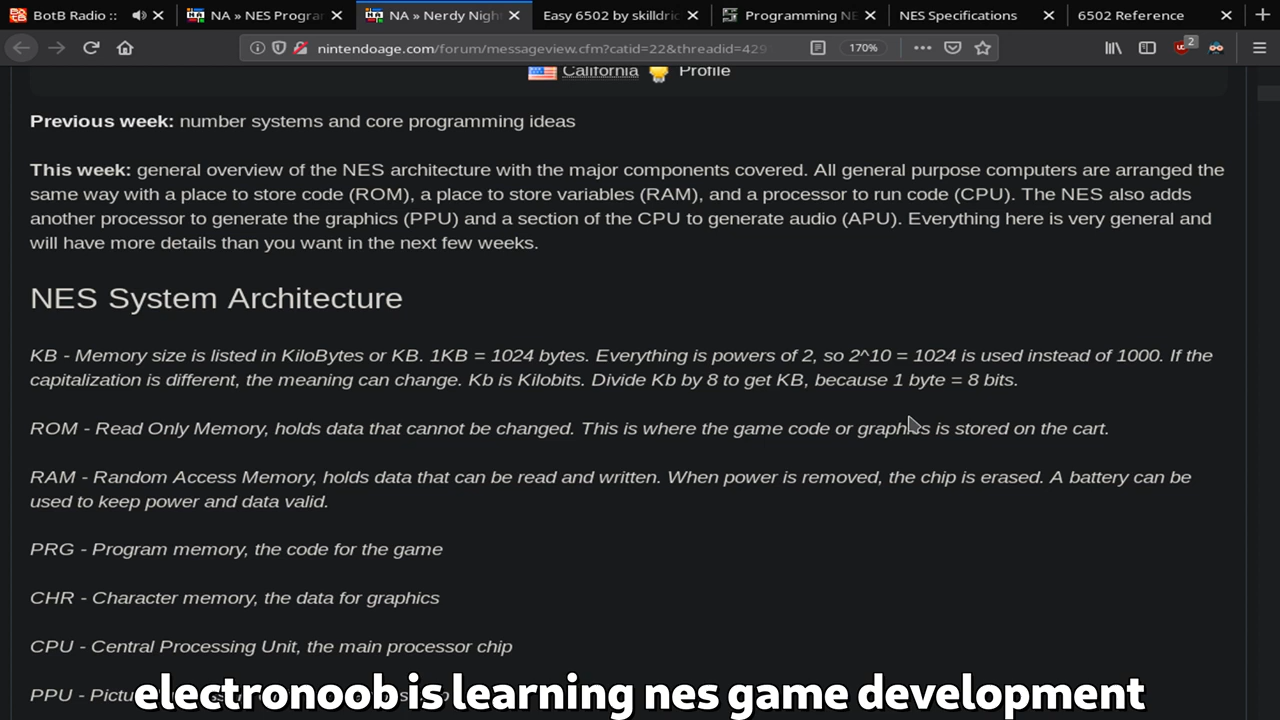 BotB Radio ::
NA » NES Progra
NA » Nerdy Nigh
Easy 6502 by skilldric
Programming NE
NES Specifications
6502 Reference
nintendoage.com/forum/messageview.cfm?catid=22&threadid=429
170%
2
California Profile
Previous week: number systems and core programming ideas
This week: general overview of the NES architecture with the major components covered. All general purpose computers are arranged the
same way with a place to store code (ROM), a place to store variables (RAM), and a processor to run code (CPU). The NES also adds
another processor to generate the graphics (PPU) and a section of the CPU to generate audio (APU). Everything here is very general and
will have more details than you want in the next few weeks.
NES System Architecture
KB - Memory size is listed in KiloBytes or KB. 1KB = 1024 bytes. Everything is powers of 2, so 2^10 = 1024 is used instead of 1000. If the
capitalization is different, the meaning can change. Kb is Kilobits. Divide Kb by 8 to get KB, because 1 byte = 8 bits.
ROM - Read Only Memory, holds data that cannot be changed. This is where the game code or graphics is stored on the cart.
RAM - Random Access Memory, holds data that can be read and written. When power is removed, the chip is erased. A battery can be
used to keep power and data valid.
PRG - Program memory, the code for the game
CHR - Character memory, the data for graphics
CPU - Central Processing Unit, the main processor chip
PPU - Pictu
electronoob is learning nes game development